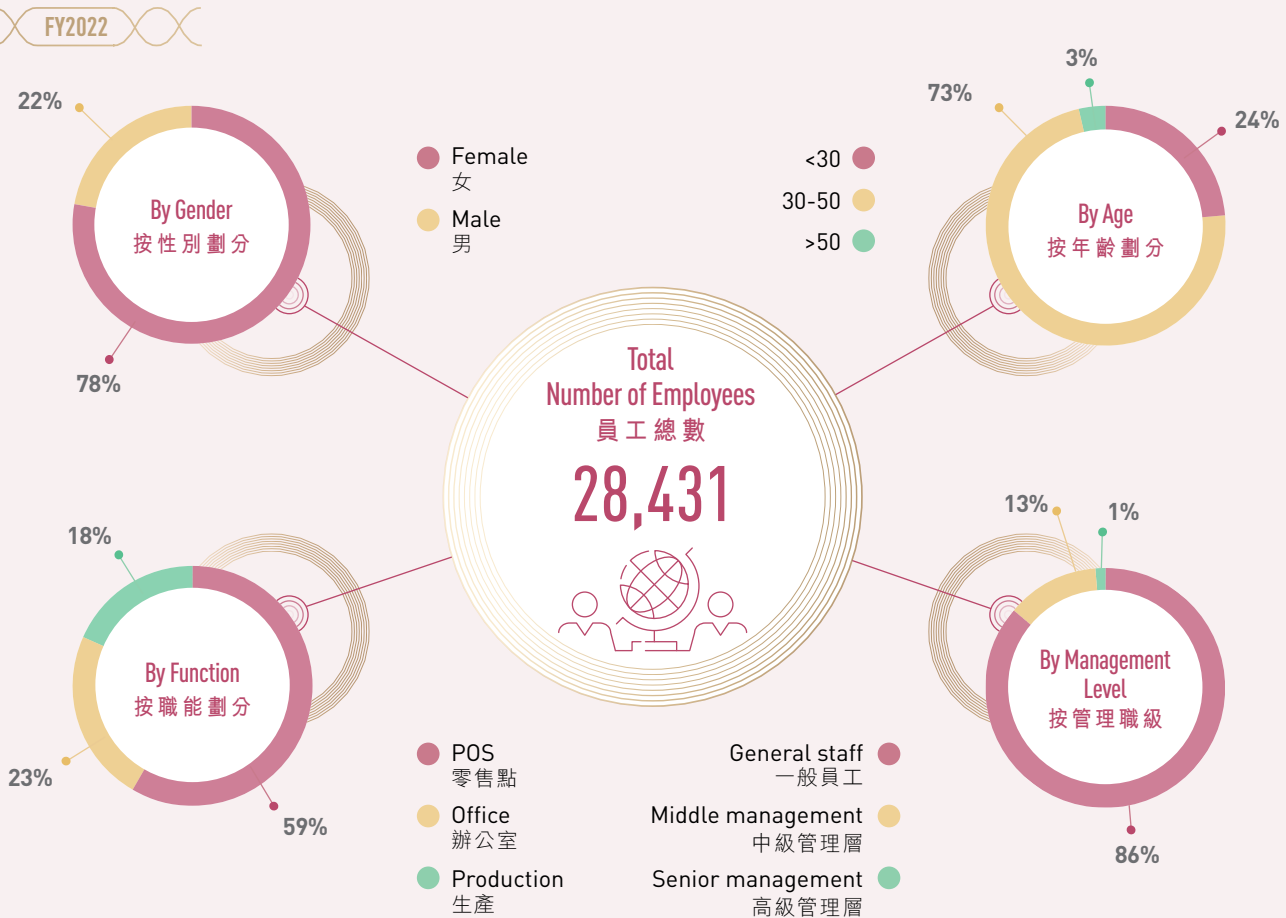 FY2022
22%
By Gender
按性別劃分
78%
Female
女
Male
男
<30
30-50
>50
3%
73%
24%
By Age
按年齡劃分
Total
Number of Employees
員工總數
28,431
18%
By Function
按職能劃分
23%
59%
POS
零售點
Office
辦公室
Production
生產
General staff
一般員工
Middle management
中級管理層
Senior management
高級管理層
13%
1%
By Management
Level
按管理職級
86%